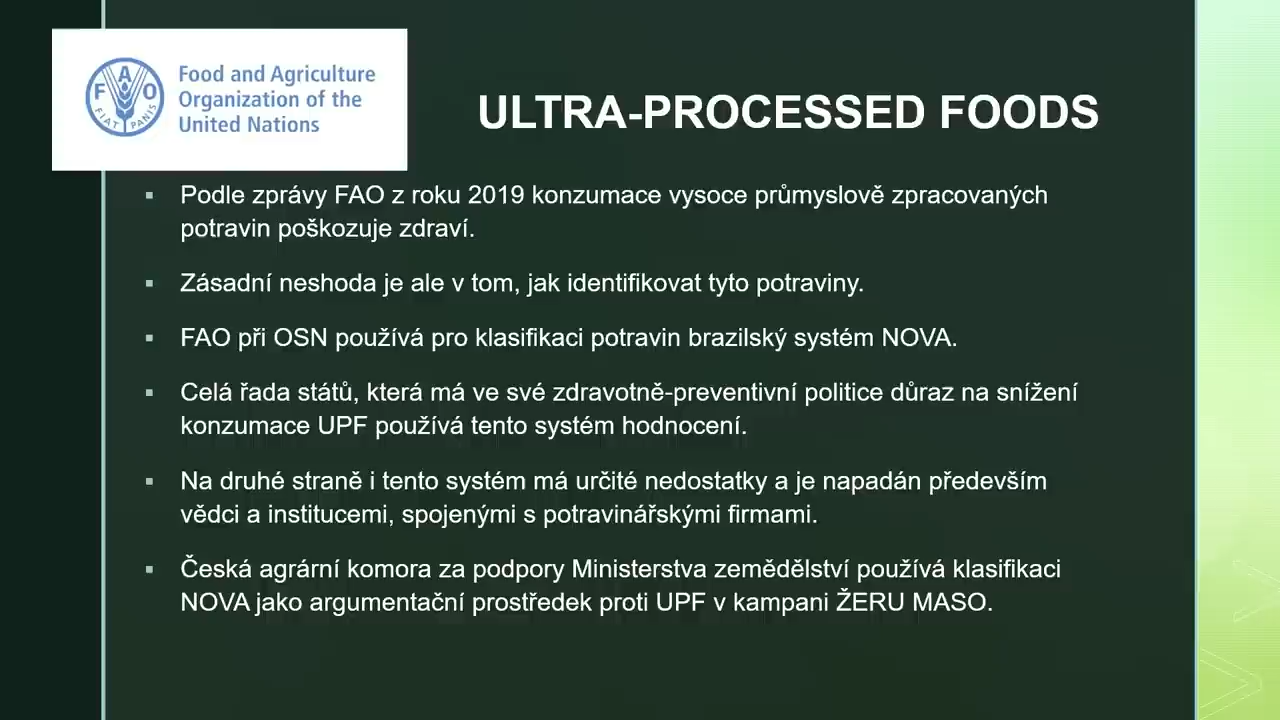 F A O
FIAT PANIS
Food and Agriculture
Organization of the
United Nations
ULTRA-PROCESSED FOODS
▪ Podle zprávy FAO z roku 2019 konzumace vysoce průmyslově zpracovaných
potravin poškozuje zdraví.
▪ Zásadní neshoda je ale v tom, jak identifikovat tyto potraviny.
▪ FAO při OSN používá pro klasifikaci potravin brazilský systém NOVA.
▪ Celá řada států, která má ve své zdravotně-preventivní politice důraz na snížení
konzumace UPF používá tento systém hodnocení.
▪ Na druhé straně i tento systém má určité nedostatky a je napadán především
vědci a institucemi, spojenými s potravinářskými firmami.
▪ Česká agrární komora za podpory Ministerstva zemědělství používá klasifikaci
NOVA jako argumentační prostředek proti UPF v kampani ŽERU MASO.